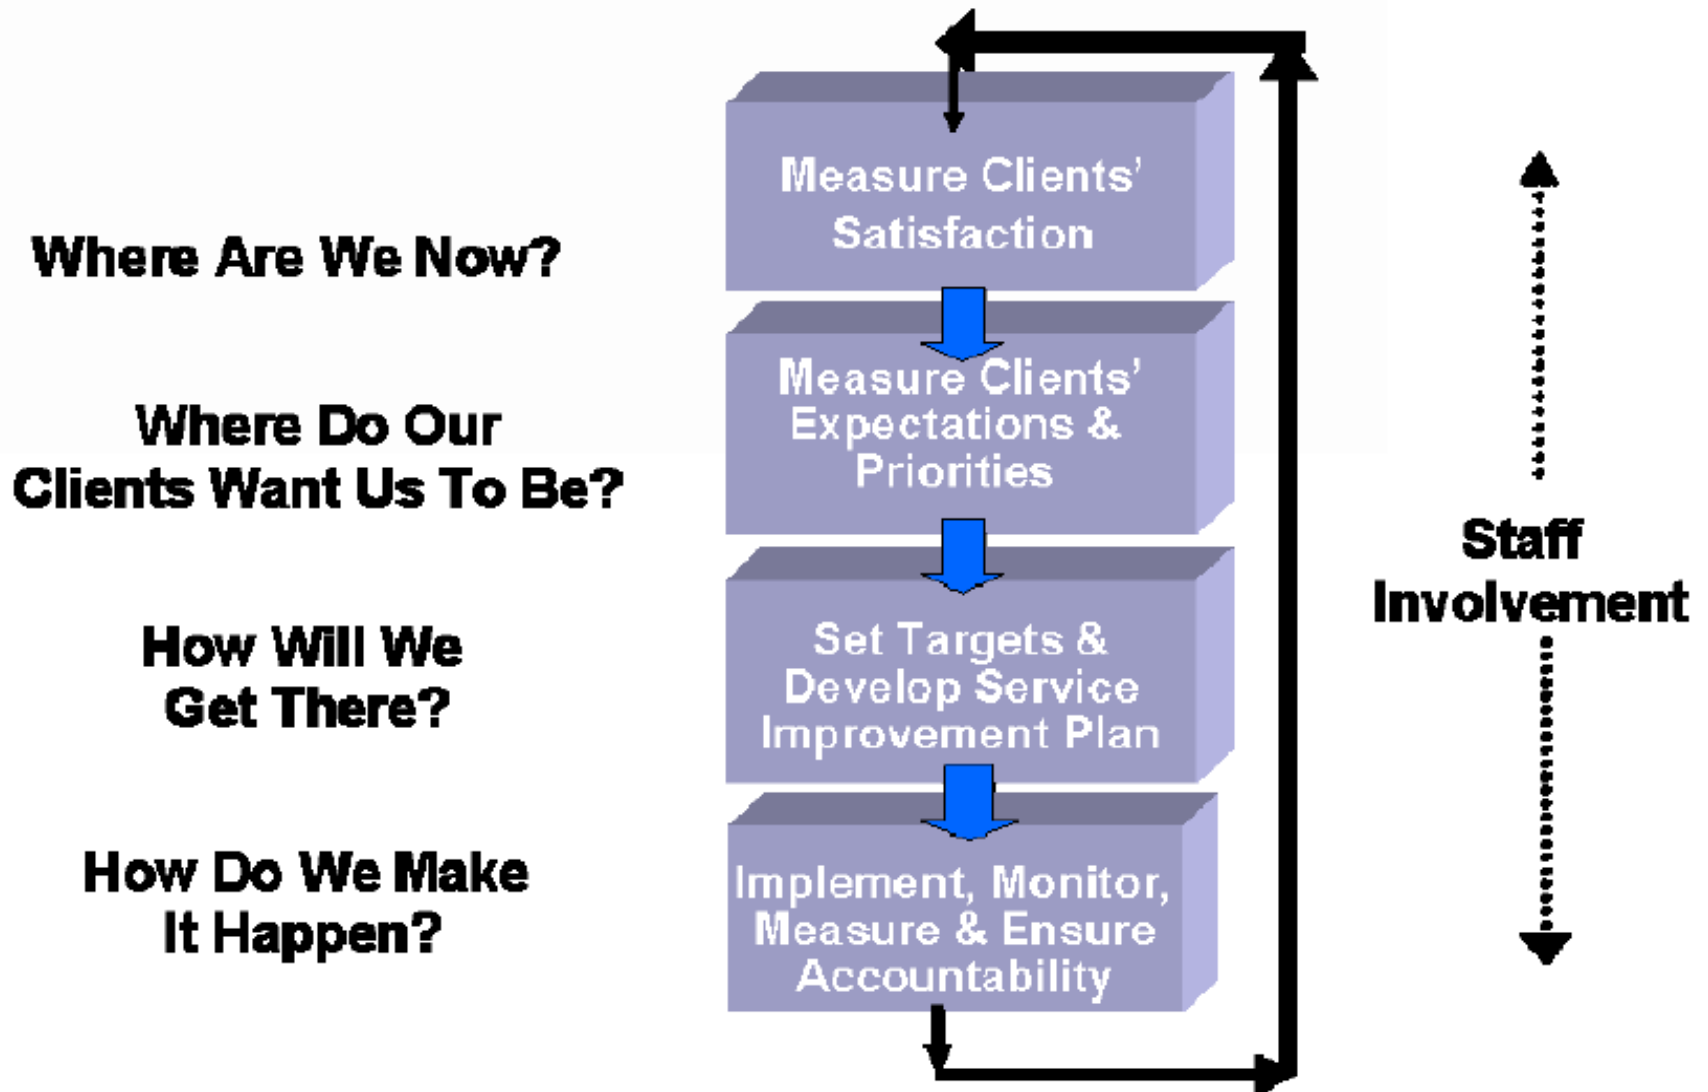 Where Are We Now?
Measure Clients’
Satisfaction
Where Do Our
Clients Want Us To Be?
Measure Clients’
Expectations &
Priorities
How Will We
Get There?
Set Targets &
Develop Service
Improvement Plan
How Do We Make
It Happen?
Implement, Monitor,
Measure & Ensure
Accountability
Staff
Involvement